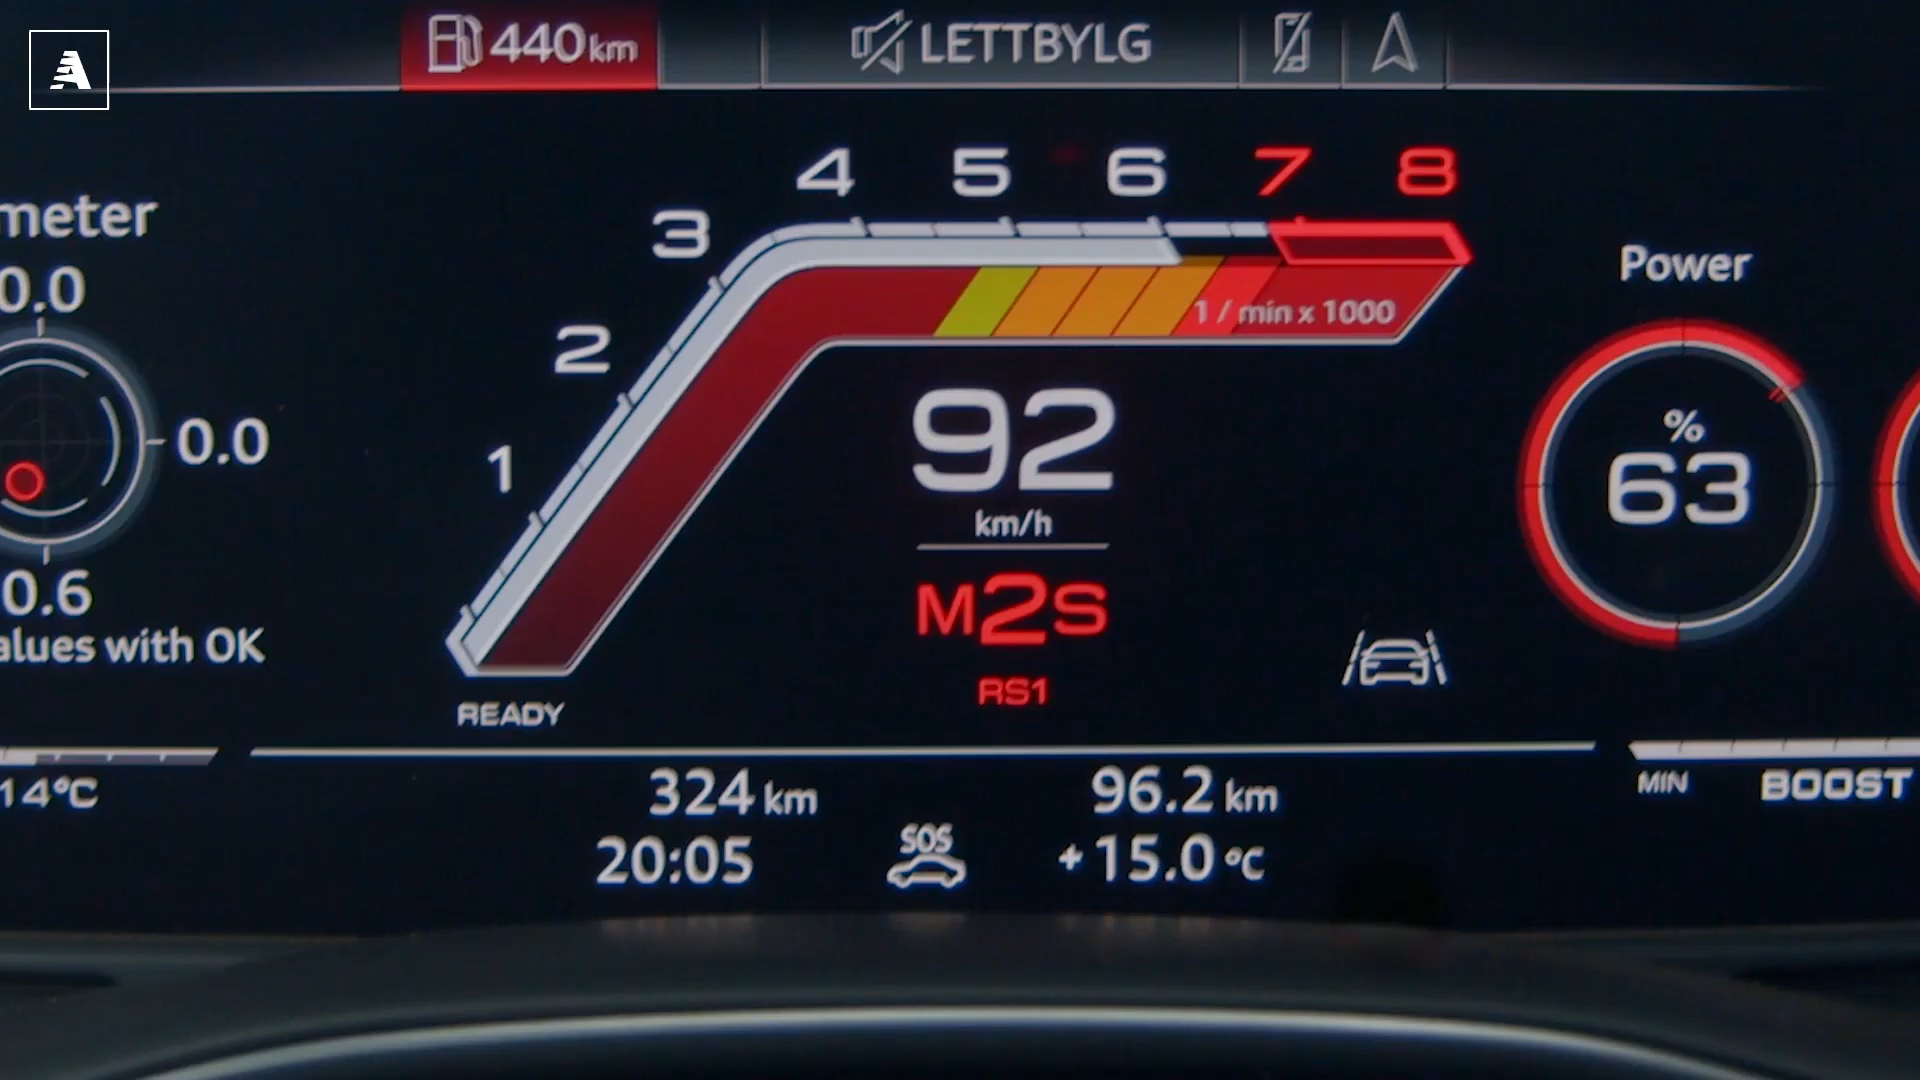 A
440 km
LETTBYLG
4 5 6 7 8
3
2
1
1 / min x 1000
meter
0.0
0.0
0.6
alues with OK
92
km/h
M2S
RS1
READY
Power
%
63
14°C
324 km
96.2 km
20:05
SOS
+15.0 °C
MIN
BOOST